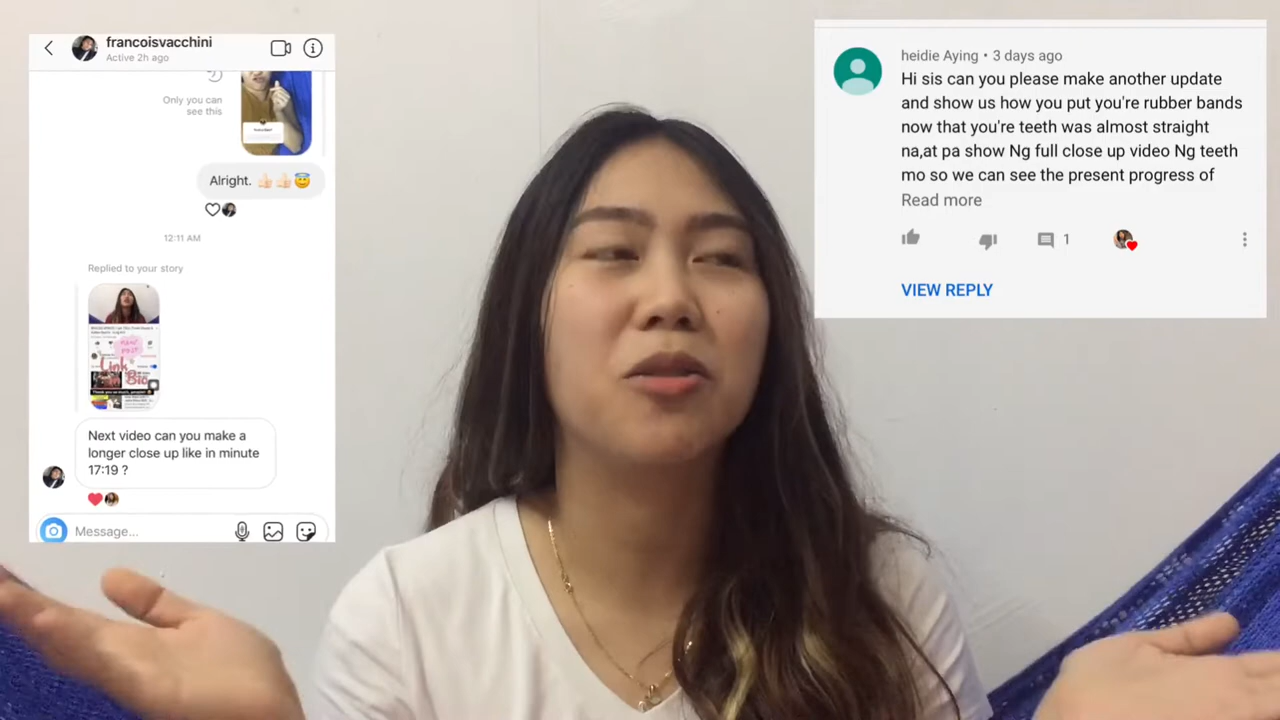 francoisvacchini
Active 2h ago
Only you can
see this
Alright. 👍🏻👍🏻😇
12:11 AM
Replied to your story
Link
Bio
Next video can you make a
longer close up like in minute
17:19 ?
Message...
heidie Aying • 3 days ago
Hi sis can you please make another update
and show us how you put you're rubber bands
now that you're teeth was almost straight
na,at pa show Ng full close up video Ng teeth
mo so we can see the present progress of
Read more
1
VIEW REPLY